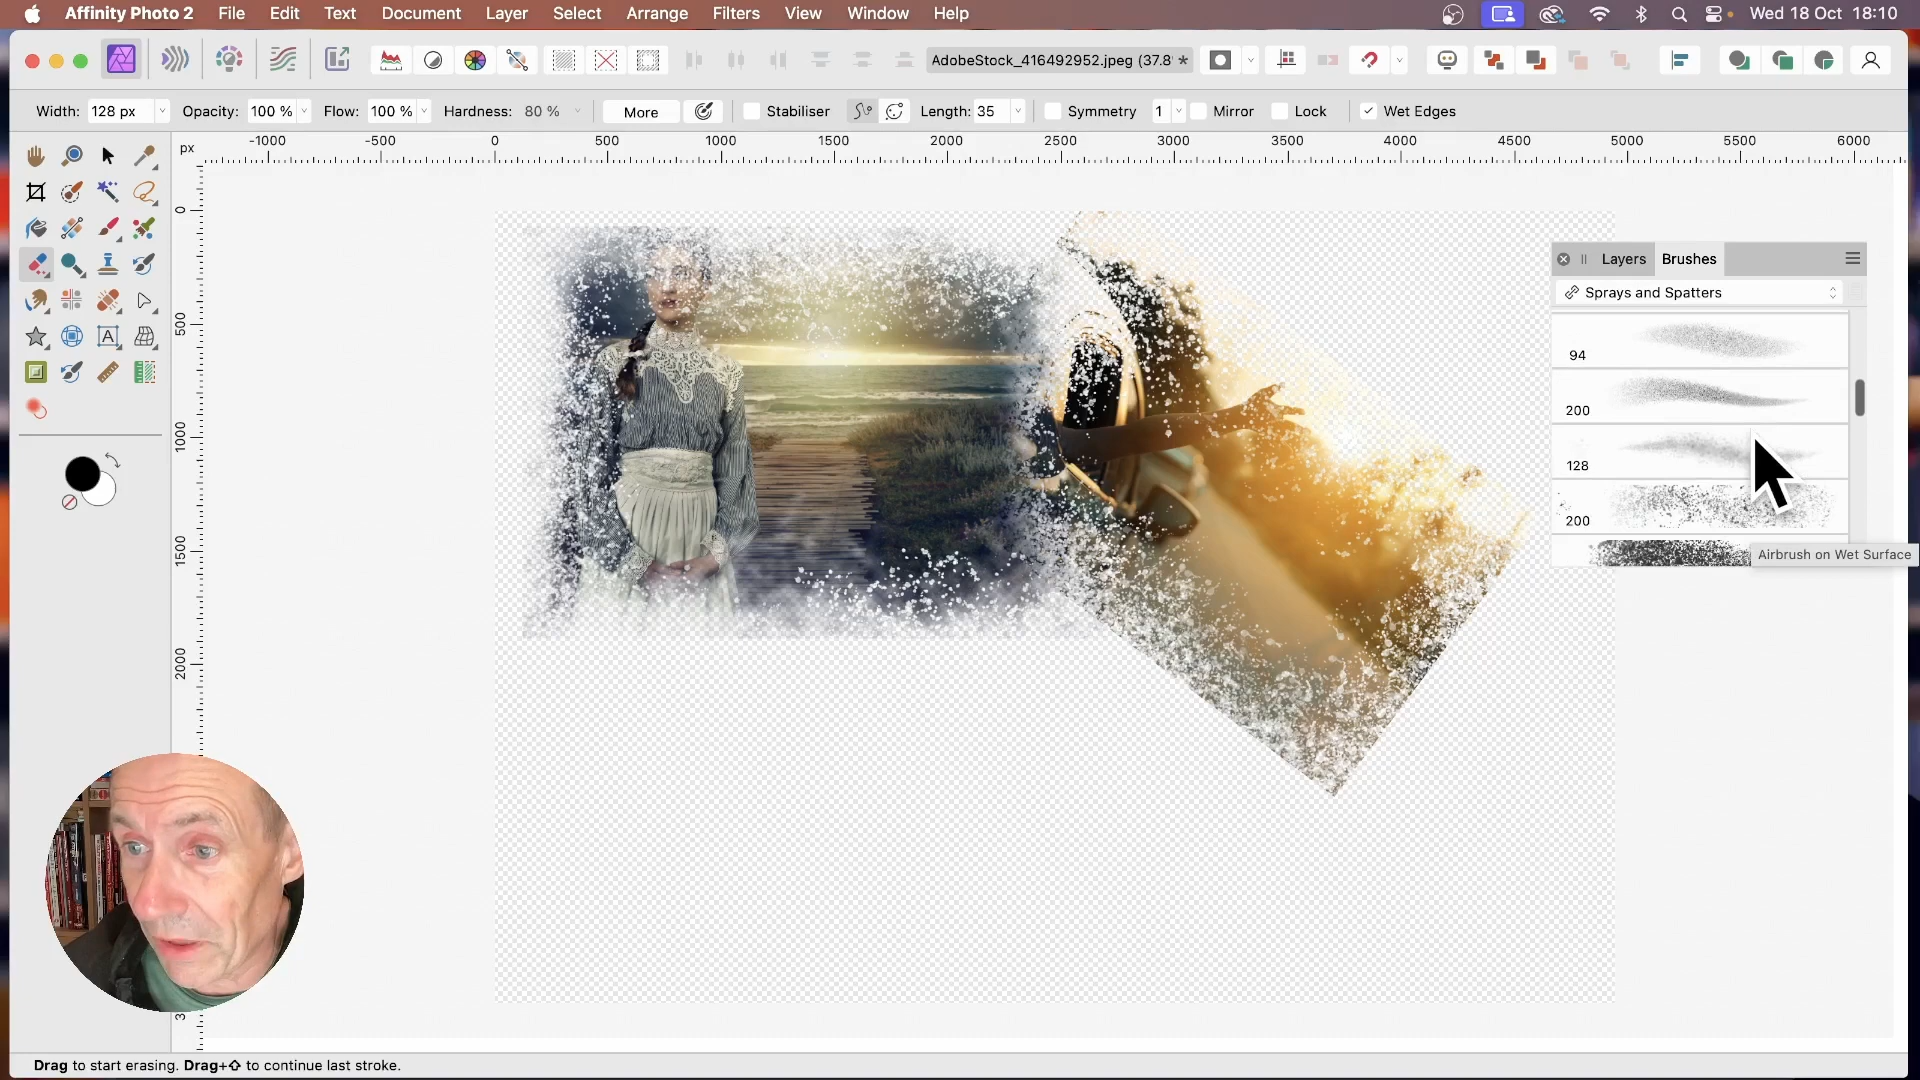 Affinity Photo 2 File Edit Text Document Layer Select Arrange Filters View Window Help Wed 18 Oct 18:10
AdobeStock_416492952.jpeg (37.8' *
Width: 128 px Opacity: 100 % Flow: 100 % Hardness: 80 % More Stabiliser Length: 35 Symmetry 1 Mirror Lock Wet Edges
px -1000 -500 0 500 1000 1500 2000 2500 3000 3500 4000 4500 5000 5500 6000
0
500
1000
1500
2000
3
Layers Brushes
Sprays and Spatters
94
200
128
200
Airbrush on Wet Surface
A
Drag to start erasing. Drag+⇧ to continue last stroke.